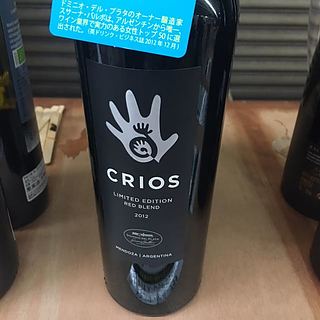 ドミニオ・デル・プラタのオーナー醸造家
スサーナ・バルボは、アルゼンチンから唯一
ワイン業界で実力のある女性トップ50に選
出された。(英ドリンク・ビジネス誌2012年12月)
CRIOS
LIMITED EDITION
RED BLEND
2012
MENDOZA | ARGENTINA